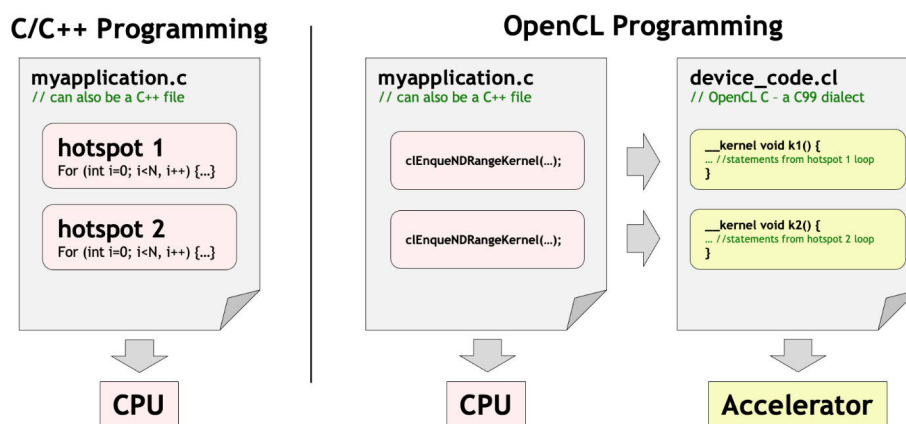 C/C++ Programming
myapplication.c
// can also be a C++ file
hotspot 1
For (int i=0; i<N, i++) {…}
hotspot 2
For (int i=0; i<N, i++) {…}
CPU
OpenCL Programming
myapplication.c
// can also be a C++ file
clEnqueNDRangeKernel(…);
clEnqueNDRangeKernel(…);
CPU
device_code.cl
// OpenCL C – a C99 dialect
__kernel void k1() {
… //statements from hotspot 1 loop
}
__kernel void k2() {
… //statements from hotspot 2 loop
}
Accelerator